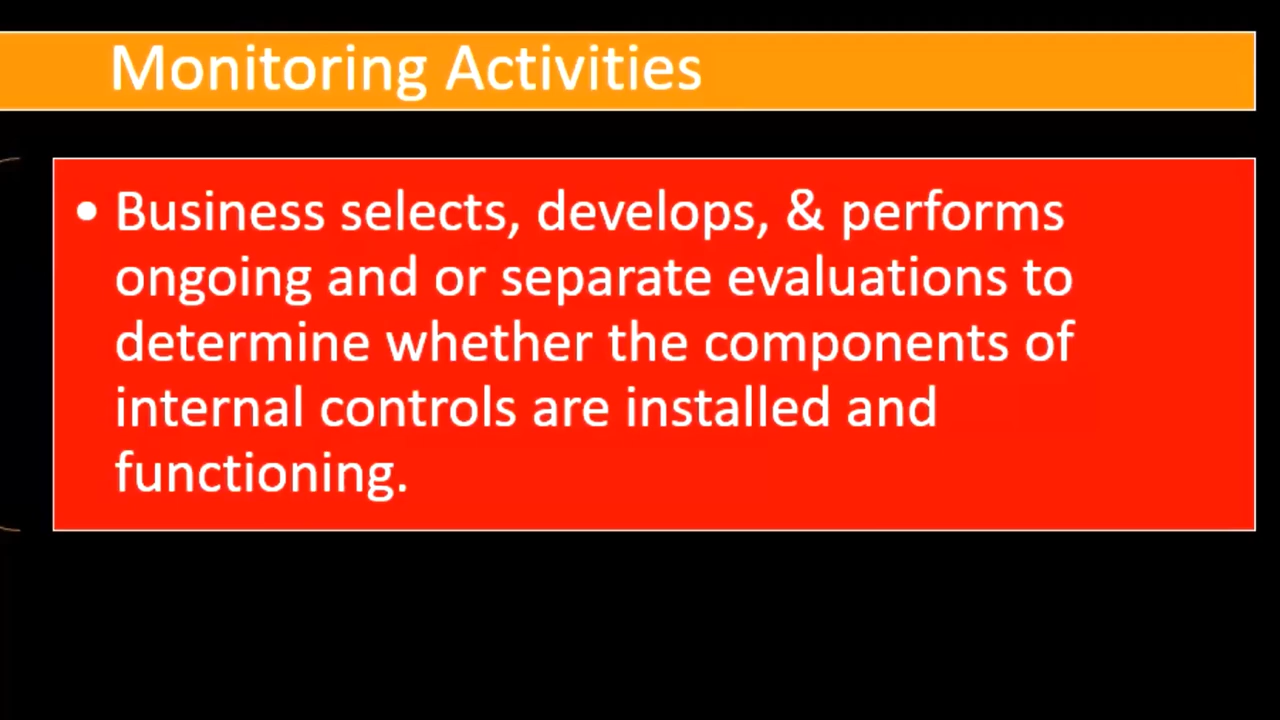 Monitoring Activities
• Business selects, develops, & performs
ongoing and or separate evaluations to
determine whether the components of
internal controls are installed and
functioning.